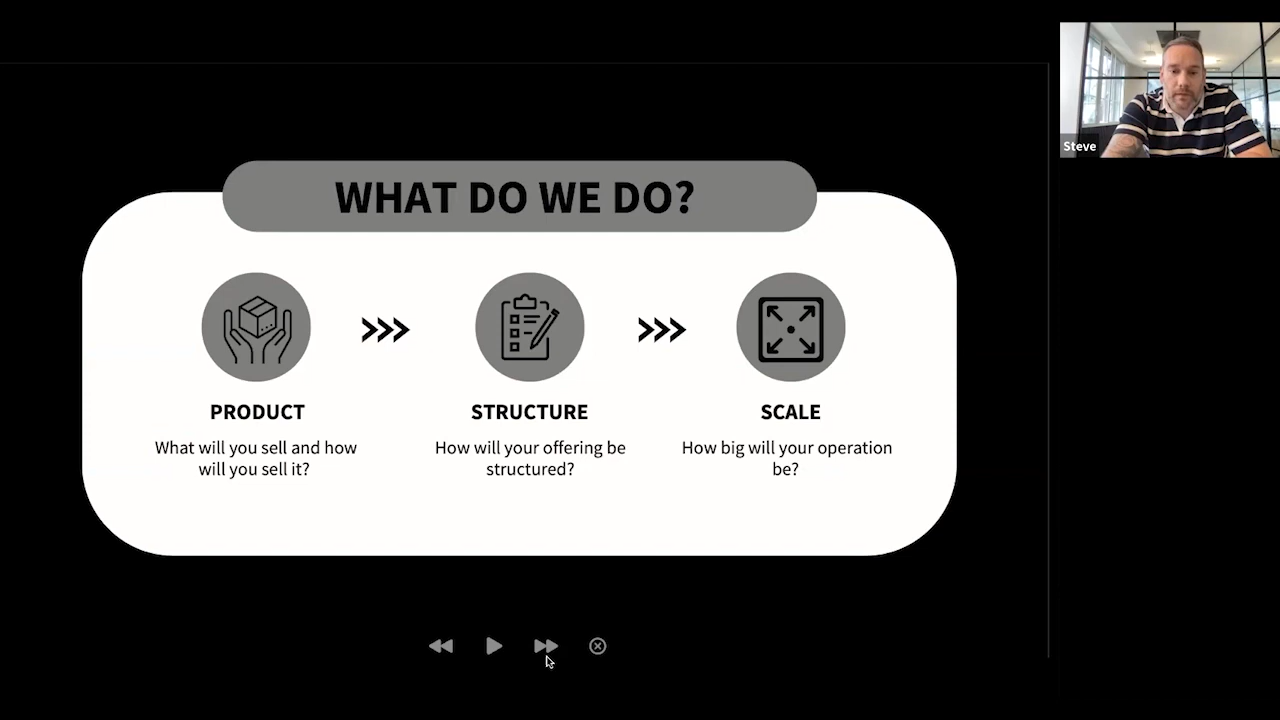 WHAT DO WE DO?
PRODUCT
What will you sell and how
will you sell it?
STRUCTURE
How will your offering be
structured?
SCALE
How big will your operation
be?
Steve